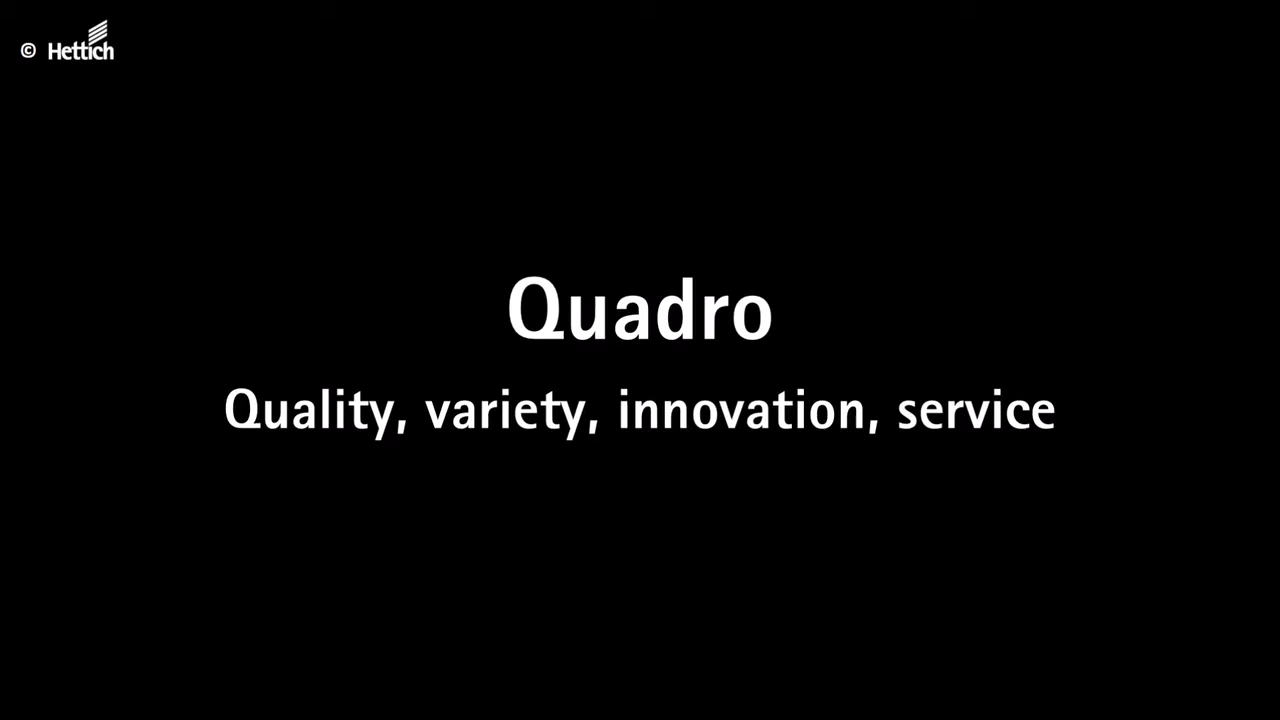 © Hettich
Quadro
Quality, variety, innovation, service